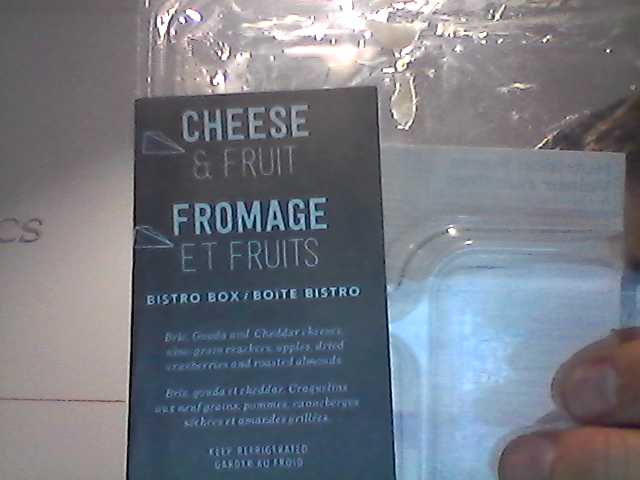 CHEESE
& FRUIT
FROMAGE
ET FRUITS
BISTRO BOX / BOÎTE BISTRO
Brie, Gouda and Cheddar cheeses,
nine-grain crackers, apples, dried
cranberries and roasted almonds
Brie, gouda et cheddar. Craquelins
aux neuf grains, pommes, canneberges
séchées et amandes grillées.
KEEP REFRIGERATED
GARDER AU FROID
CS